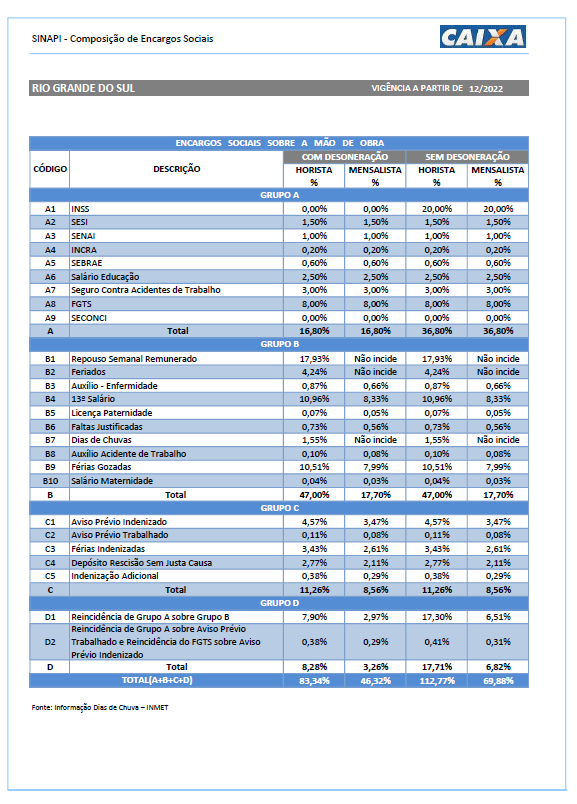 SINAPI - Composição de Encargos Sociais
CAIXA
RIO GRANDE DO SUL VIGÊNCIA A PARTIR DE 12/2022
ENCARGOS SOCIAIS SOBRE A MÃO DE OBRA
CÓDIGO DESCRIÇÃO COM DESONERAÇÃO SEM DESONERAÇÃO
HORISTA % MENSALISTA % HORISTA % MENSALISTA %
GRUPO A
A1 INSS 0,00% 0,00% 20,00% 20,00%
A2 SESI 1,50% 1,50% 1,50% 1,50%
A3 SENAI 1,00% 1,00% 1,00% 1,00%
A4 INCRA 0,20% 0,20% 0,20% 0,20%
A5 SEBRAE 0,60% 0,60% 0,60% 0,60%
A6 Salário Educação 2,50% 2,50% 2,50% 2,50%
A7 Seguro Contra Acidentes de Trabalho 3,00% 3,00% 3,00% 3,00%
A8 FGTS 8,00% 8,00% 8,00% 8,00%
A9 SECONCI 0,00% 0,00% 0,00% 0,00%
A Total 16,80% 16,80% 36,80% 36,80%
GRUPO B
B1 Repouso Semanal Remunerado 17,93% Não incide 17,93% Não incide
B2 Feriados 4,24% Não incide 4,24% Não incide
B3 Auxílio - Enfermidade 0,87% 0,66% 0,87% 0,66%
B4 13º Salário 10,96% 8,33% 10,96% 8,33%
B5 Licença Paternidade 0,07% 0,05% 0,07% 0,05%
B6 Faltas Justificadas 0,73% 0,56% 0,73% 0,56%
B7 Dias de Chuvas 1,55% Não incide 1,55% Não incide
B8 Auxílio Acidente de Trabalho 0,10% 0,08% 0,10% 0,08%
B9 Férias Gozadas 10,51% 7,99% 10,51% 7,99%
B10 Salário Maternidade 0,04% 0,03% 0,04% 0,03%
B Total 47,00% 17,70% 47,00% 17,70%
GRUPO C
C1 Aviso Prévio Indenizado 4,57% 3,47% 4,57% 3,47%
C2 Aviso Prévio Trabalhado 0,11% 0,08% 0,11% 0,08%
C3 Férias Indenizadas 3,43% 2,61% 3,43% 2,61%
C4 Depósito Rescisão Sem Justa Causa 2,77% 2,11% 2,77% 2,11%
C5 Indenização Adicional 0,38% 0,29% 0,38% 0,29%
C Total 11,26% 8,56% 11,26% 8,56%
GRUPO D
D1 Reincidência de Grupo A sobre Grupo B 7,90% 2,97% 17,30% 6,51%
Reincidência de Grupo A sobre Aviso Prévio
D2 Trabalhado e Reincidência do FGTS sobre Aviso 0,38% 0,29% 0,41% 0,31%
Prévio Indenizado
D Total 8,28% 3,26% 17,71% 6,82%
TOTAL(A+B+C+D) 83,34% 46,32% 112,77% 69,88%
Fonte: Informação Dias de Chuva – INMET